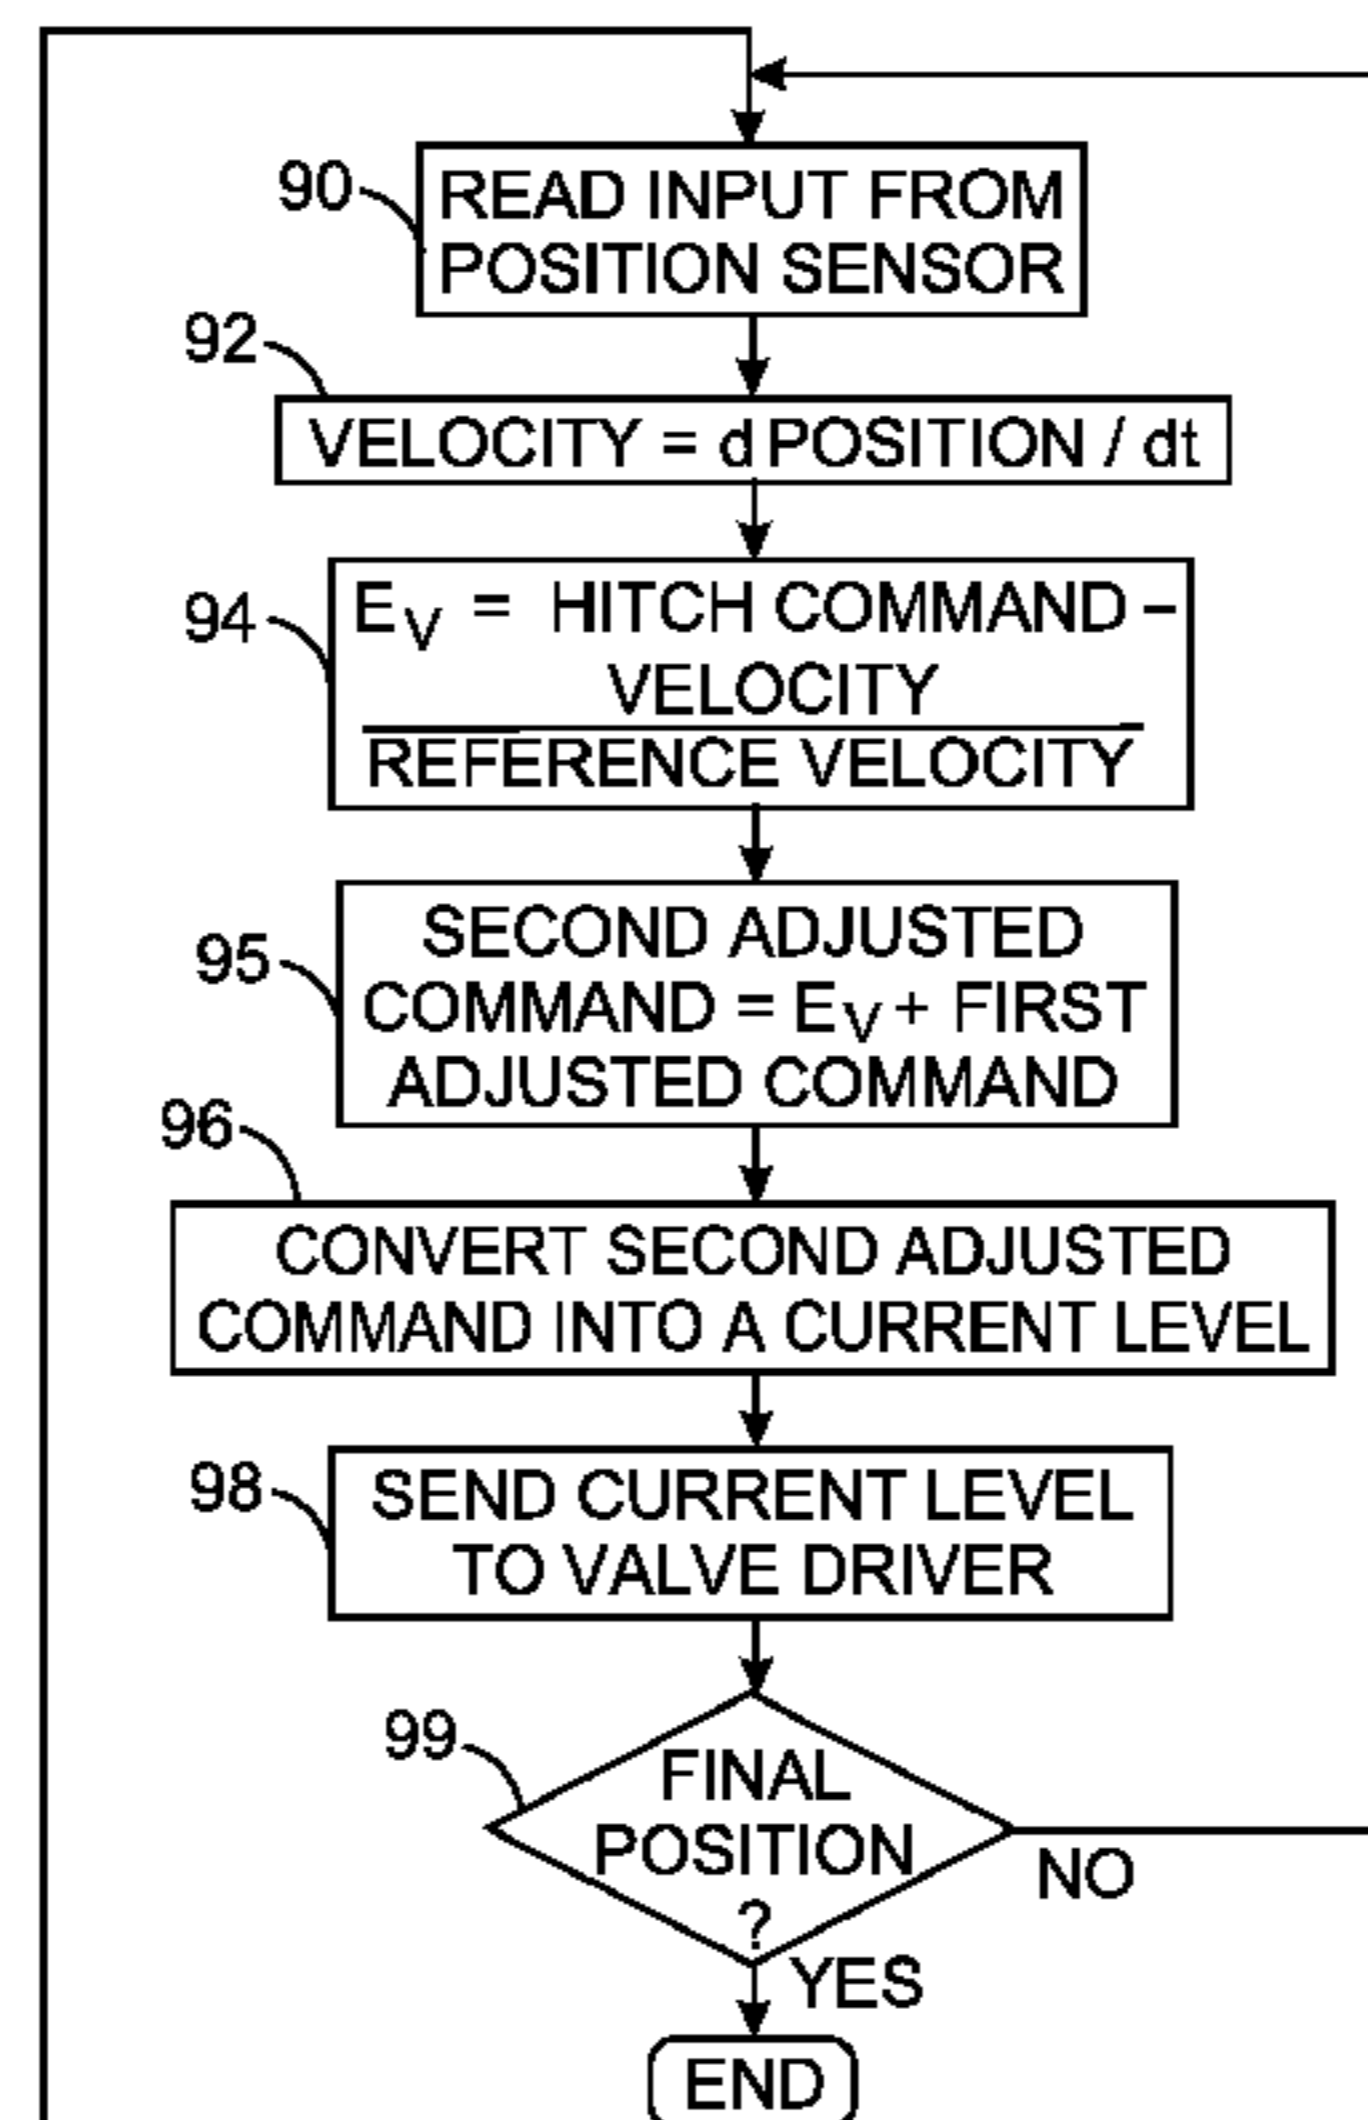 90
READ INPUT FROM
POSITION SENSOR
92
VELOCITY = d POSITION / dt
94
EV = HITCH COMMAND –
VELOCITY
REFERENCE VELOCITY
95
SECOND ADJUSTED
COMMAND = EV + FIRST
ADJUSTED COMMAND
96
CONVERT SECOND ADJUSTED
COMMAND INTO A CURRENT LEVEL
98
SEND CURRENT LEVEL
TO VALVE DRIVER
99
FINAL
POSITION
?
NO
YES
END